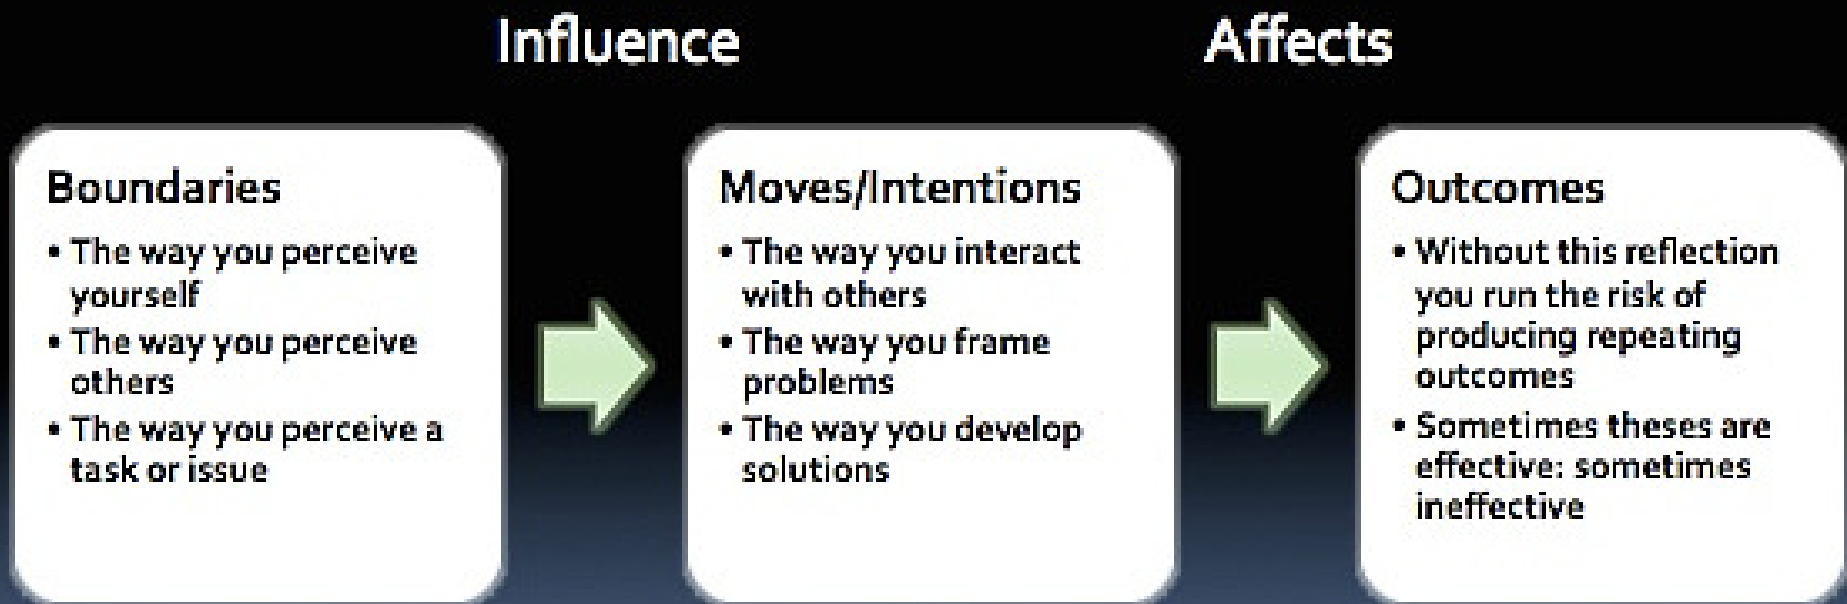 Influence
Affects
Boundaries
• The way you perceive
yourself
• The way you perceive
others
• The way you perceive a
task or issue
Moves/Intentions
• The way you interact
with others
• The way you frame
problems
• The way you develop
solutions
Outcomes
• Without this reflection
you run the risk of
producing repeating
outcomes
• Sometimes theses are
effective: sometimes
ineffective